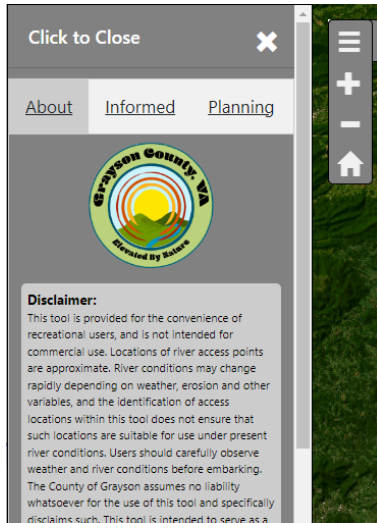 Click to Close
About Informed Planning
Grayson County, VA
Elevated By Nature
Disclaimer:
This tool is provided for the convenience of
recreational users, and is not intended for
commercial use. Locations of river access points
are approximate. River conditions may change
rapidly depending on weather, erosion and other
variables, and the identification of access
locations within this tool does not ensure that
such locations are suitable for use under present
river conditions. Users should carefully observe
weather and river conditions before embarking.
The County of Grayson assumes no liability
whatsoever for the use of this tool and specifically
disclaims such. This tool is intended to serve as a